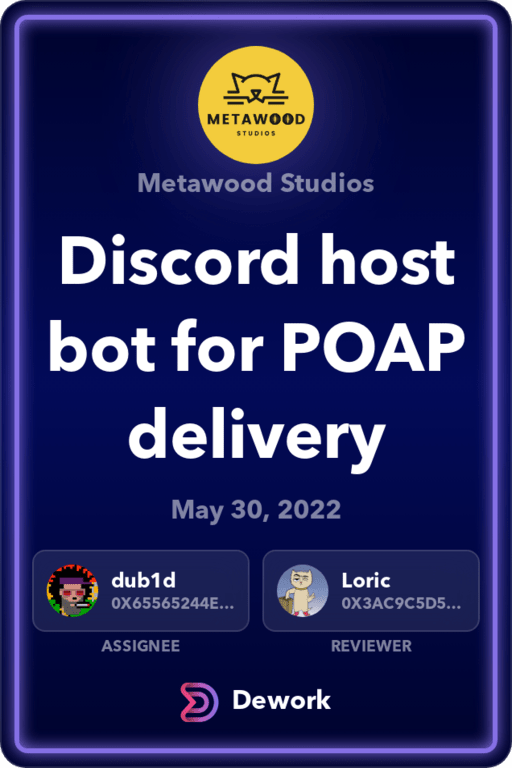 METAWOOD
STUDIOS
Metawood Studios
Discord host
bot for POAP
delivery
May 30, 2022
dub1d
0X65565244E...
ASSIGNEE
Loric
0X3AC9C5D5...
REVIEWER
Dework